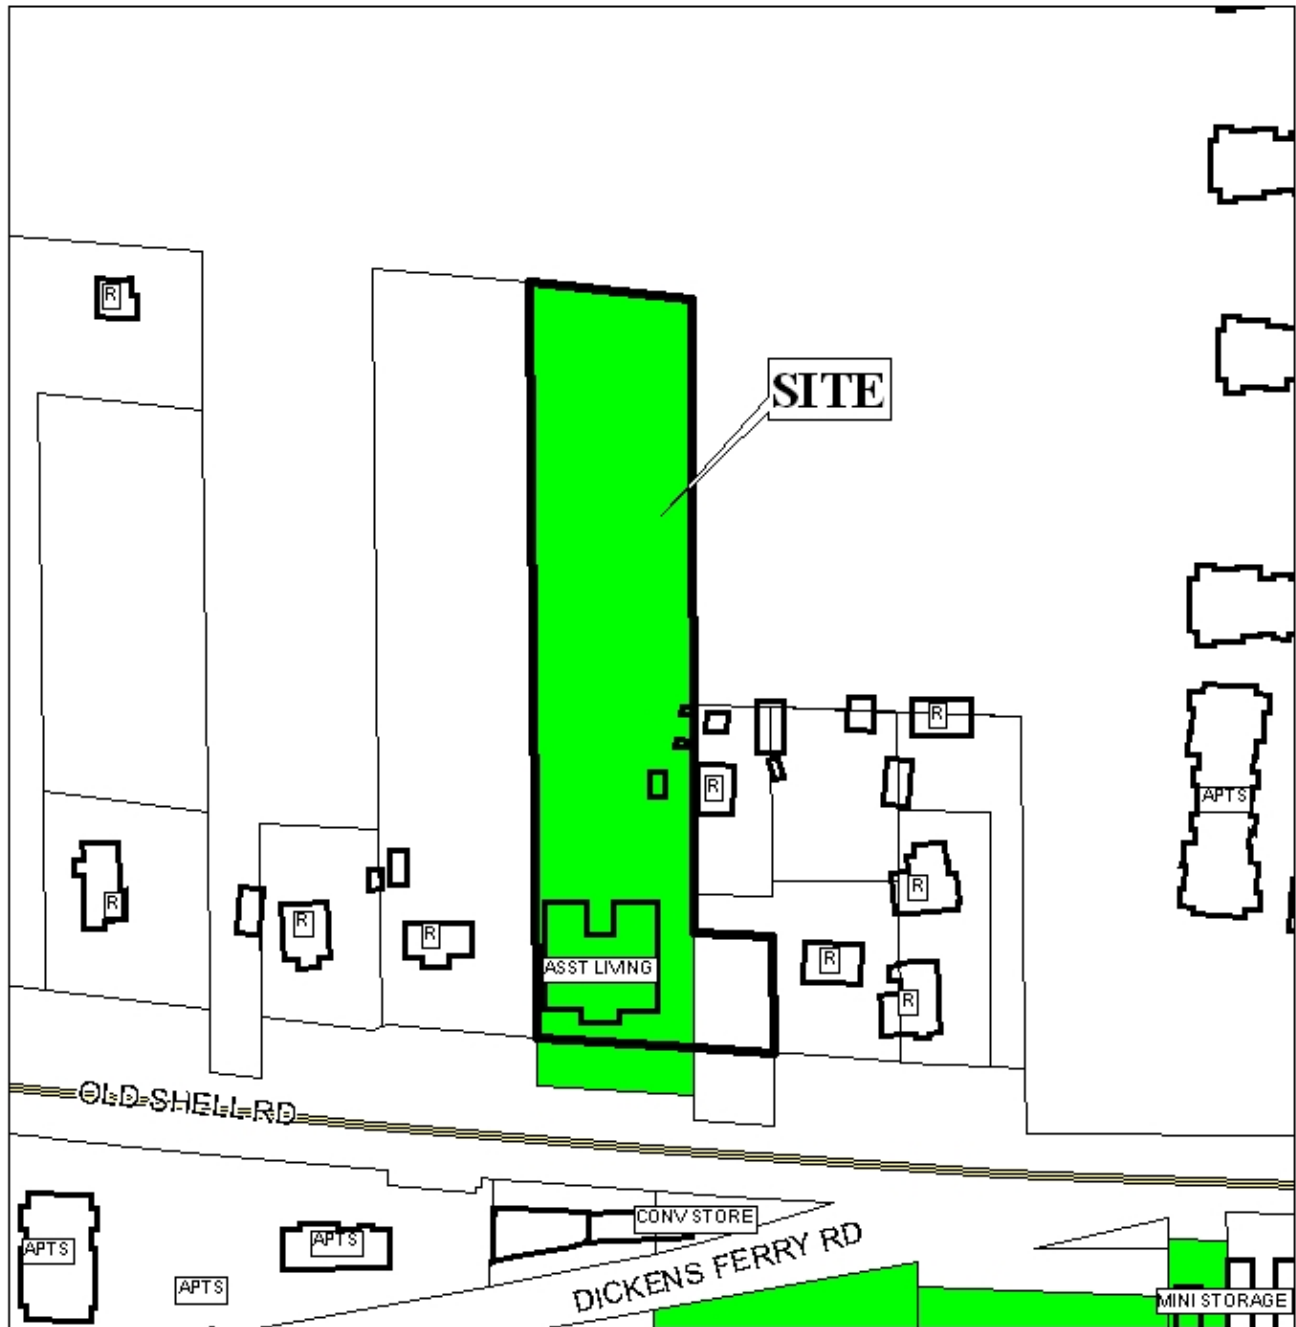 R
SITE
R
R
APTS
R
R
R
R
R
ASST LIVING
R
R
OLD SHELL RD
CONV STORE
APTS
APTS
DICKENS FERRY RD
APTS
MINI STORAGE